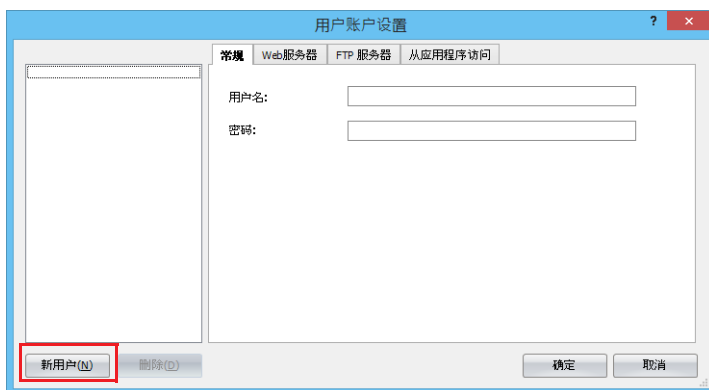 用户账户设置
?
×
常规 Web服务器 FTP 服务器 从应用程序访问
用户名:
密码:
新用户(N) 删除(D) 确定 取消